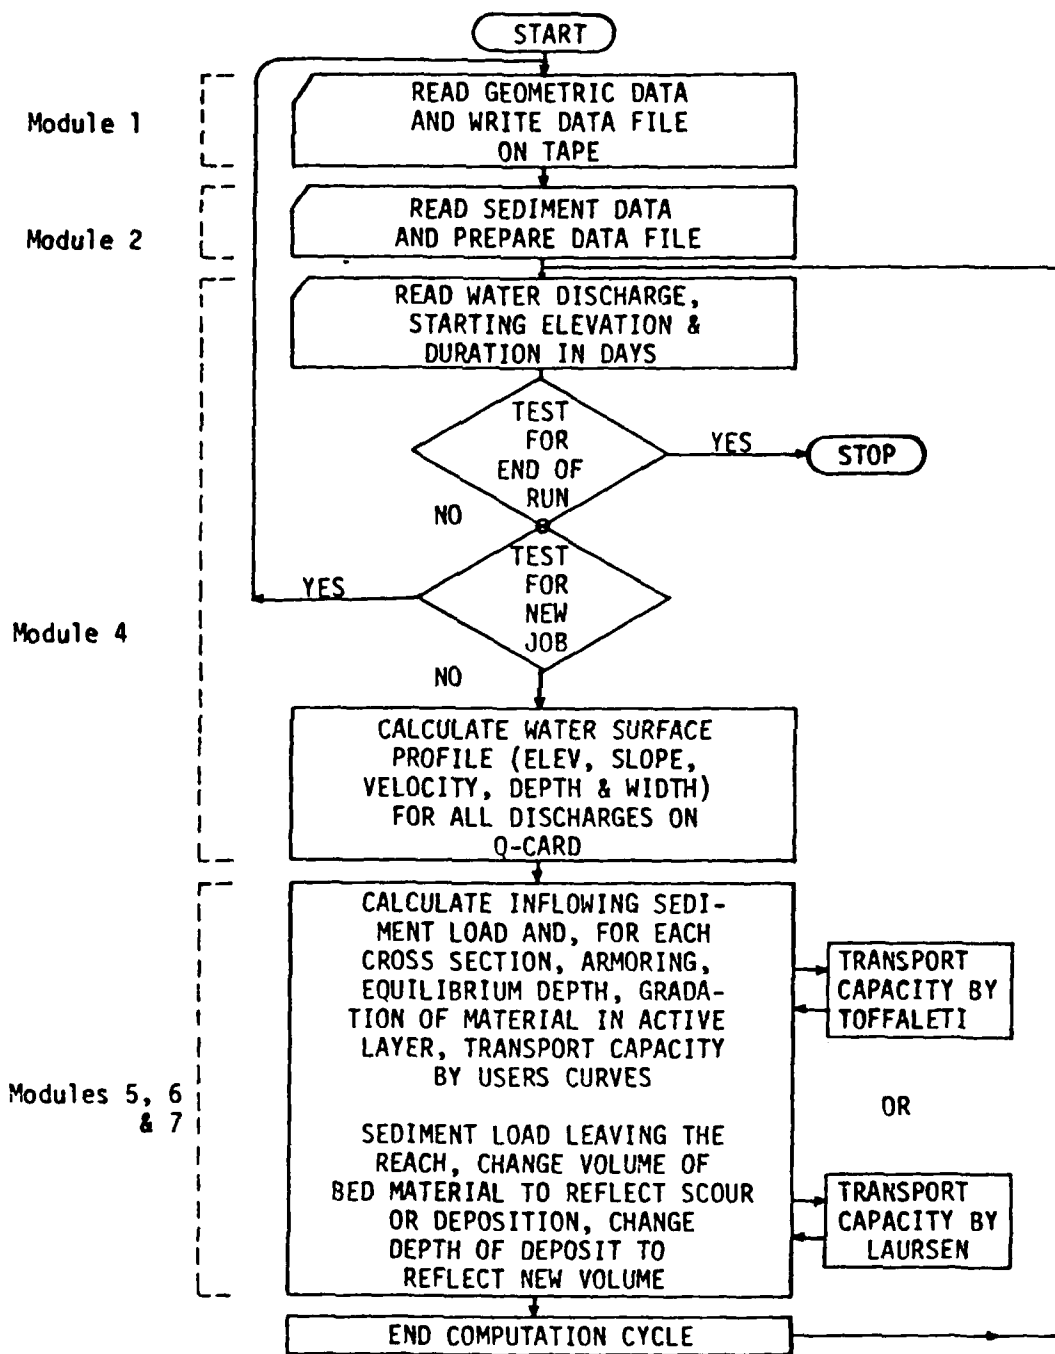 START
Module 1
READ GEOMETRIC DATA
AND WRITE DATA FILE
ON TAPE
Module 2
READ SEDIMENT DATA
AND PREPARE DATA FILE
READ WATER DISCHARGE,
STARTING ELEVATION &
DURATION IN DAYS
TEST
FOR
END OF
RUN
YES
STOP
NO
TEST
FOR
NEW
JOB
YES
Module 4
NO
CALCULATE WATER SURFACE
PROFILE (ELEV, SLOPE,
VELOCITY, DEPTH & WIDTH)
FOR ALL DISCHARGES ON
Q-CARD
Modules 5, 6
& 7
CALCULATE INFLOWING SEDI-
MENT LOAD AND, FOR EACH
CROSS SECTION, ARMORING,
EQUILIBRIUM DEPTH, GRADA-
TION OF MATERIAL IN ACTIVE
LAYER, TRANSPORT CAPACITY
BY USERS CURVES
SEDIMENT LOAD LEAVING THE
REACH, CHANGE VOLUME OF
BED MATERIAL TO REFLECT SCOUR
OR DEPOSITION, CHANGE
DEPTH OF DEPOSIT TO
REFLECT NEW VOLUME
TRANSPORT
CAPACITY BY
TOFFALETI
OR
TRANSPORT
CAPACITY BY
LAURSEN
END COMPUTATION CYCLE